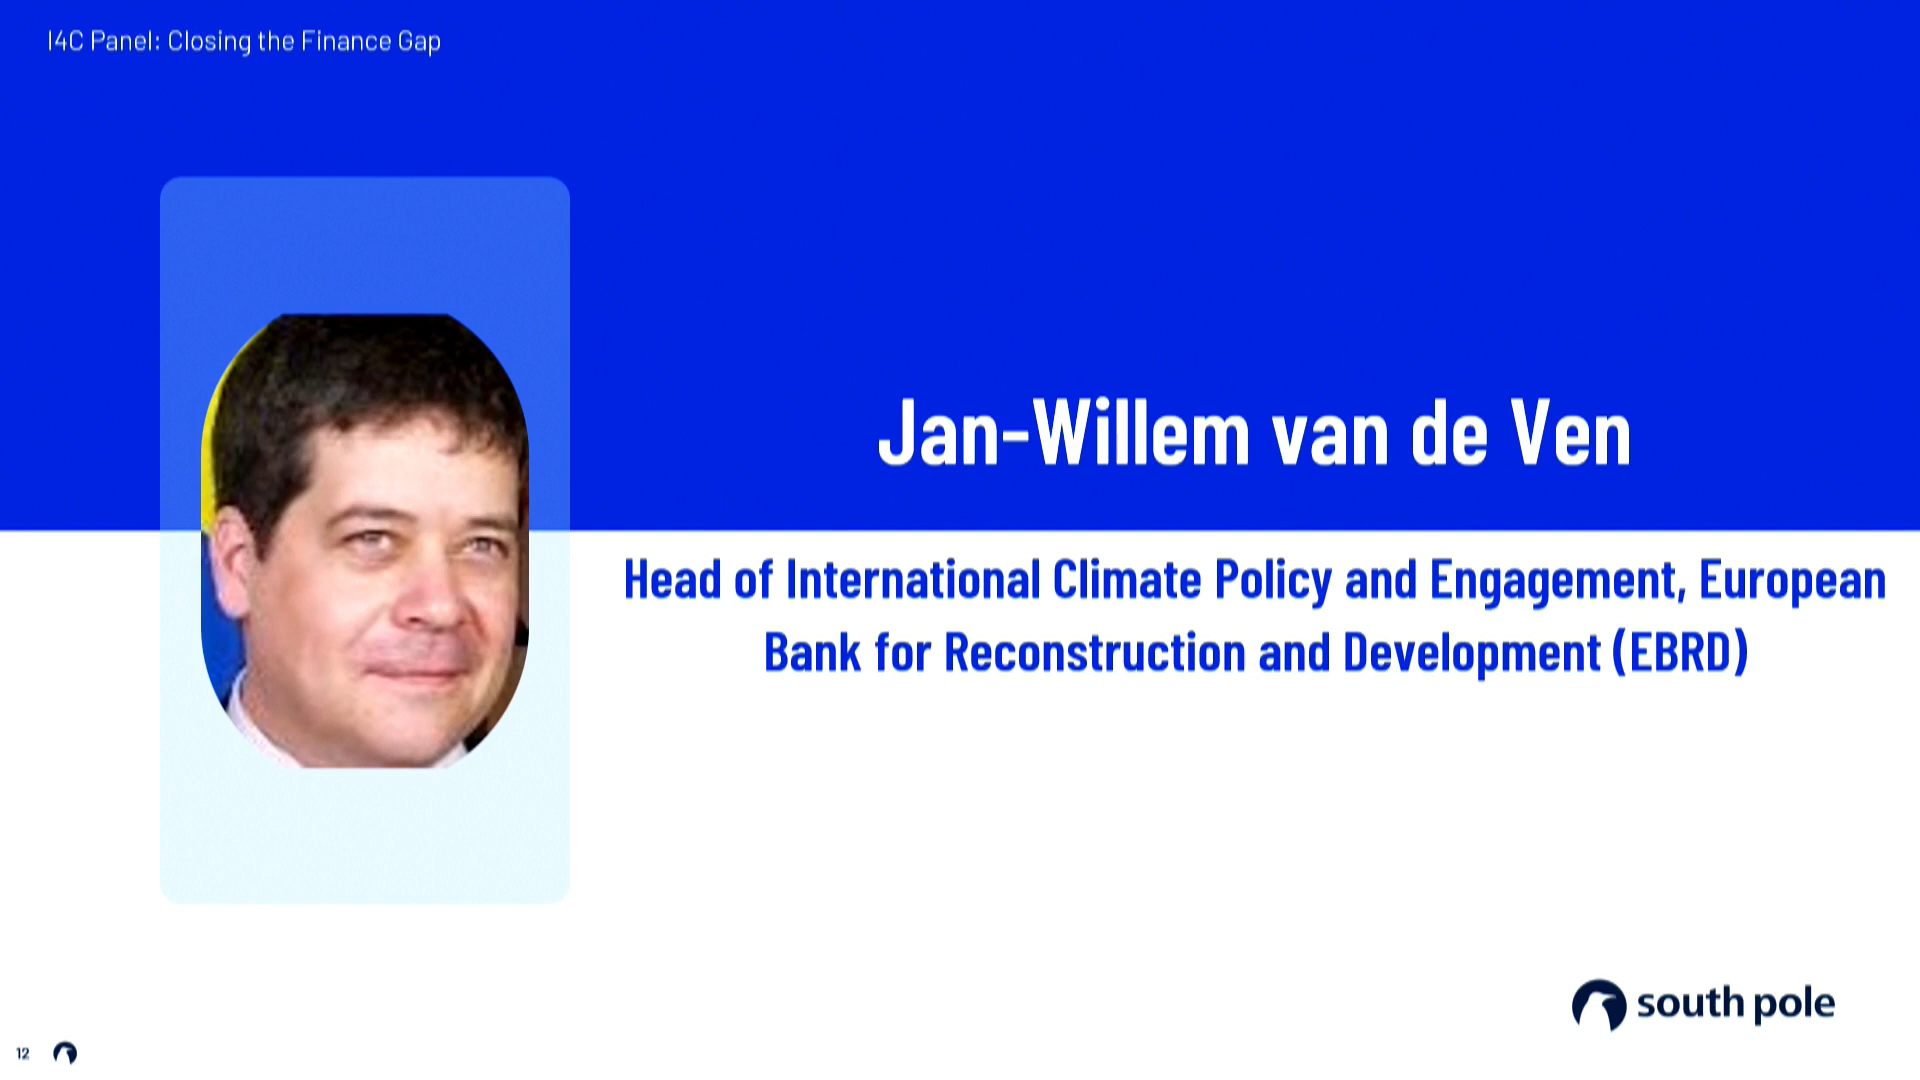 I4C Panel: Closing the Finance Gap
Jan-Willem van de Ven
Head of International Climate Policy and Engagement, European
Bank for Reconstruction and Development (EBRD)
south pole
12